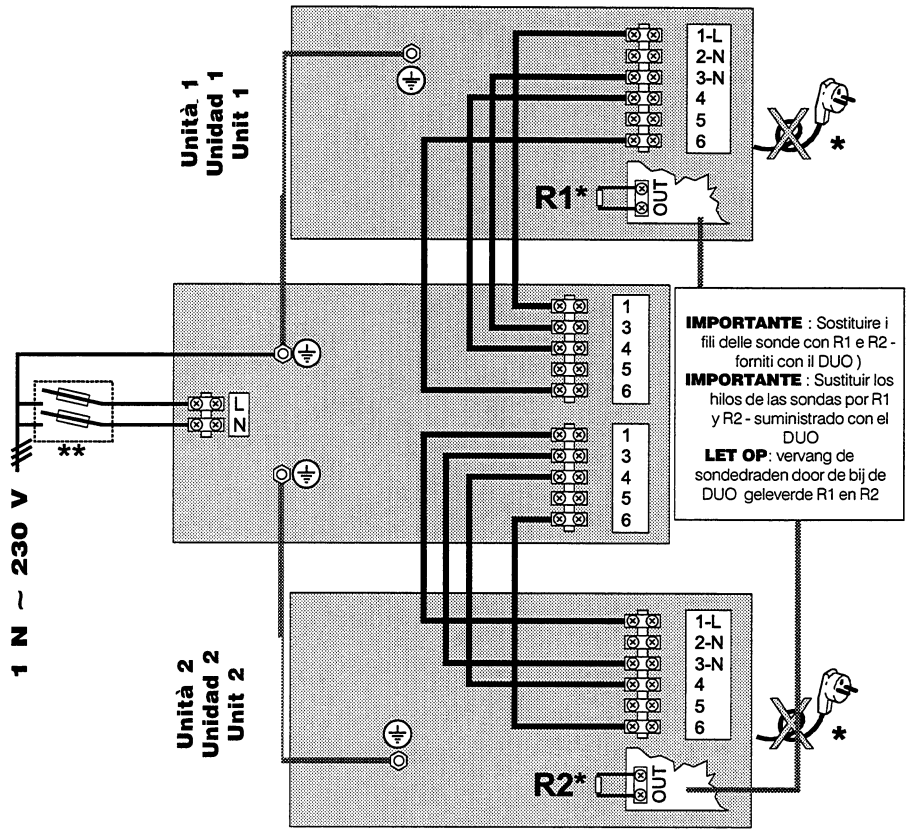 Unità 1
Unidad 1
Unit 1
1-L
2-N
3-N
4
5
6
*
R1*
OUT
1
3
4
5
6
L
N
**
1 N ~ 230 V
1
3
4
5
6
IMPORTANTE : Sostituire i
fili delle sonde con R1 e R2 -
forniti con il DUO )
IMPORTANTE : Sustituir los
hilos de las sondas por R1
y R2 - suministrado con el
DUO
LET OP: vervang de
sondedraden door de bij de
DUO geleverde R1 en R2
Unità 2
Unidad 2
Unit 2
1-L
2-N
3-N
4
5
6
*
R2*
OUT